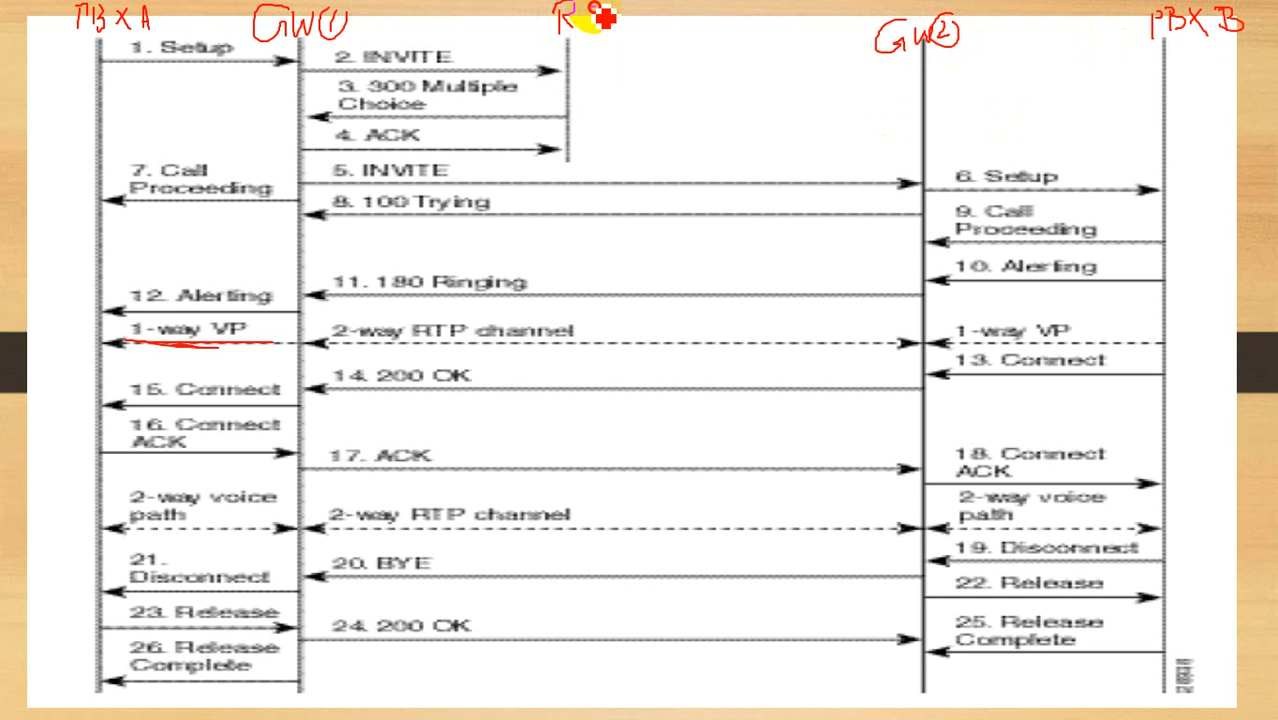 PBX A
GW①
GW②
PBX B
1. Setup
2. INVITE
3. 300 Multiple
Choice
4. ACK
7. Call
Proceeding
5. INVITE
6. Setup
8. 100 Trying
9. Call
Proceeding
10. Alerting
11. 180 Ringing
12. Alerting
1-way VP
2-way RTP channel
1-way VP
13. Connect
14. 200 OK
15. Connect
16. Connect
ACK
17. ACK
18. Connect
ACK
2-way voice
path
2-way RTP channel
2-way voice
path
19. Disconnect
20. BYE
21.
Disconnect
22. Release
23. Release
24. 200 OK
25. Release
Complete
26. Release
Complete